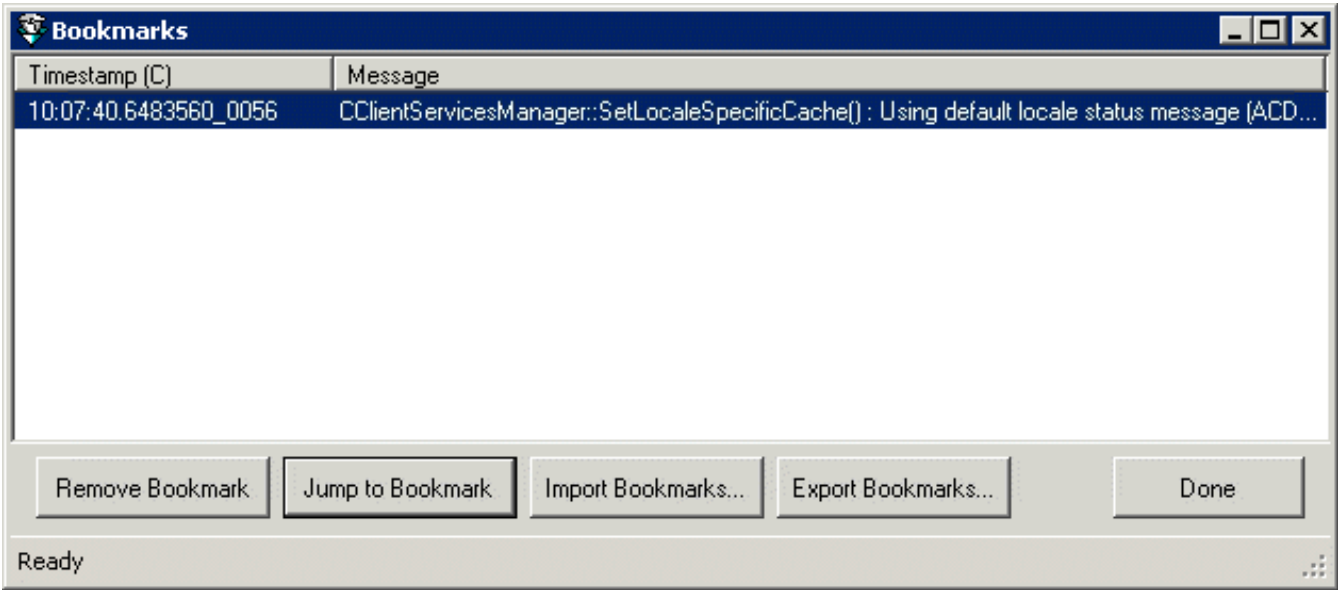 Bookmarks
Timestamp (C) Message
10:07:40.6483560_0056 CClientServicesManager::SetLocaleSpecificCache() : Using default locale status message (ACD...
Remove Bookmark Jump to Bookmark Import Bookmarks... Export Bookmarks... Done
Ready